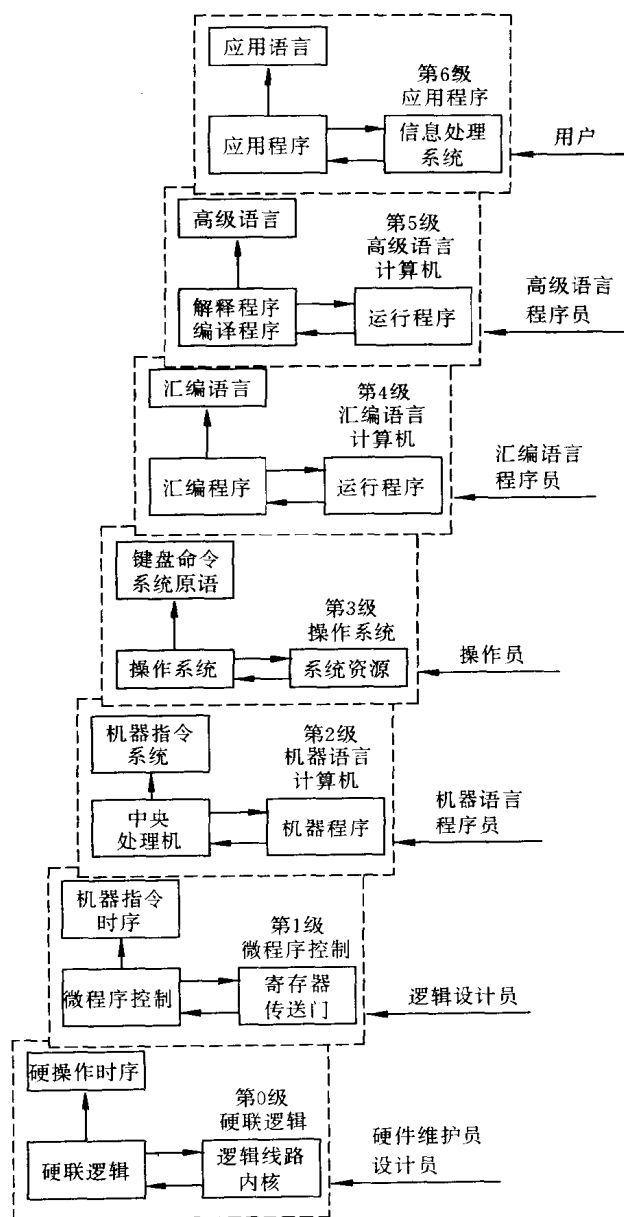 应用语言
第6级
应用程序
应用程序
信息处理
系统
用户
高级语言
第5级
高级语言
计算机
解释程序
编译程序
运行程序
高级语言
程序员
汇编语言
第4级
汇编语言
计算机
汇编程序
运行程序
汇编语言
程序员
键盘命令
系统原语
第3级
操作系统
操作系统
系统资源
操作员
机器指令
系统
第2级
机器语言
计算机
中央
处理机
机器程序
机器语言
程序员
机器指令
时序
第1级
微程序控制
微程序控制
寄存器
传送门
逻辑设计员
硬操作时序
第0级
硬联逻辑
硬联逻辑
逻辑线路
内核
硬件维护员
设计员